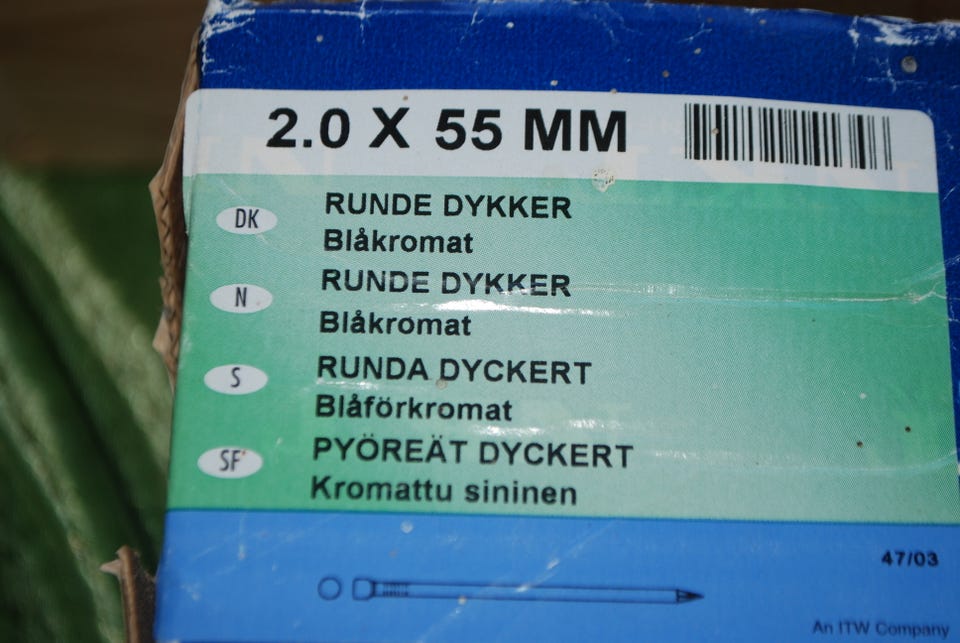 2.0 X 55 MM
DK
RUNDE DYKKER
Blåkromat
N
RUNDE DYKKER
Blåkromat
S
RUNDA DYCKERT
Blåförkromat
SF
PYÖREÄT DYCKERT
Kromattu sininen
47/03
An ITW Company